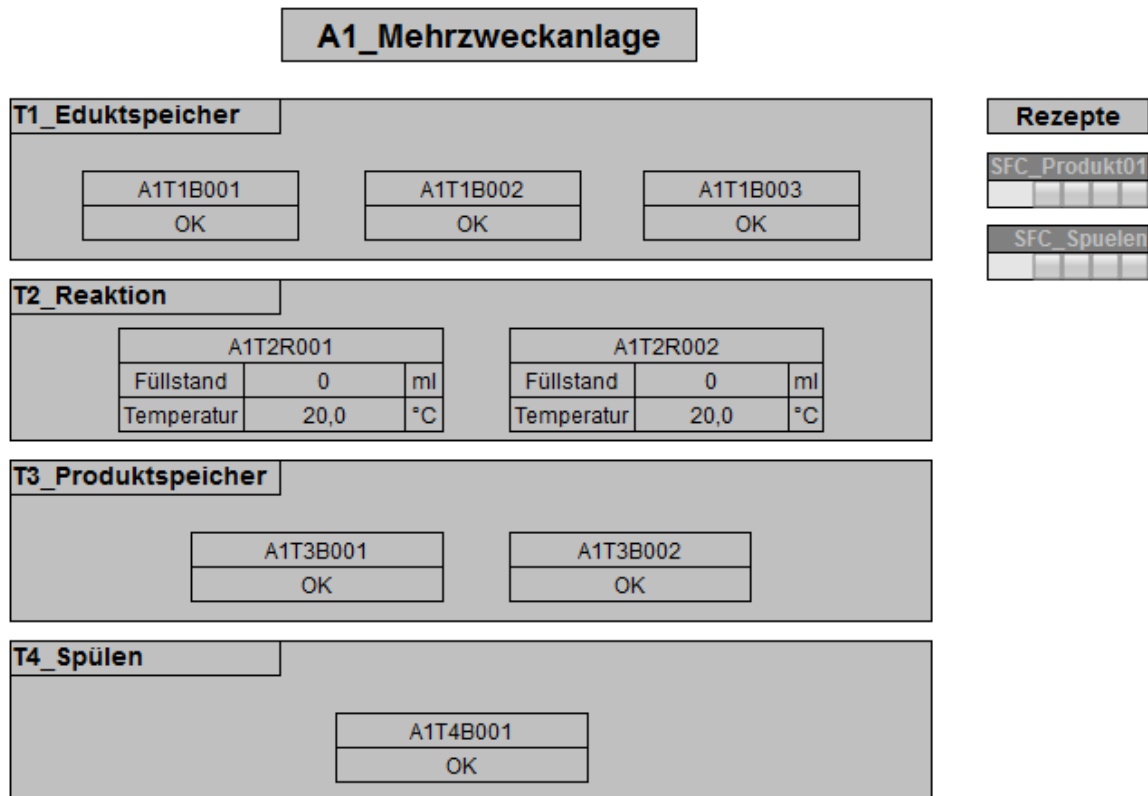 A1_Mehrzweckanlage
T1_Eduktspeicher
A1T1B001
OK
A1T1B002
OK
A1T1B003
OK
T2_Reaktion
A1T2R001
Füllstand 0 ml
Temperatur 20,0 °C
A1T2R002
Füllstand 0 ml
Temperatur 20,0 °C
T3_Produktspeicher
A1T3B001
OK
A1T3B002
OK
T4_Spülen
A1T4B001
OK
Rezepte
SFC_Produkt01
SFC_Spuelen